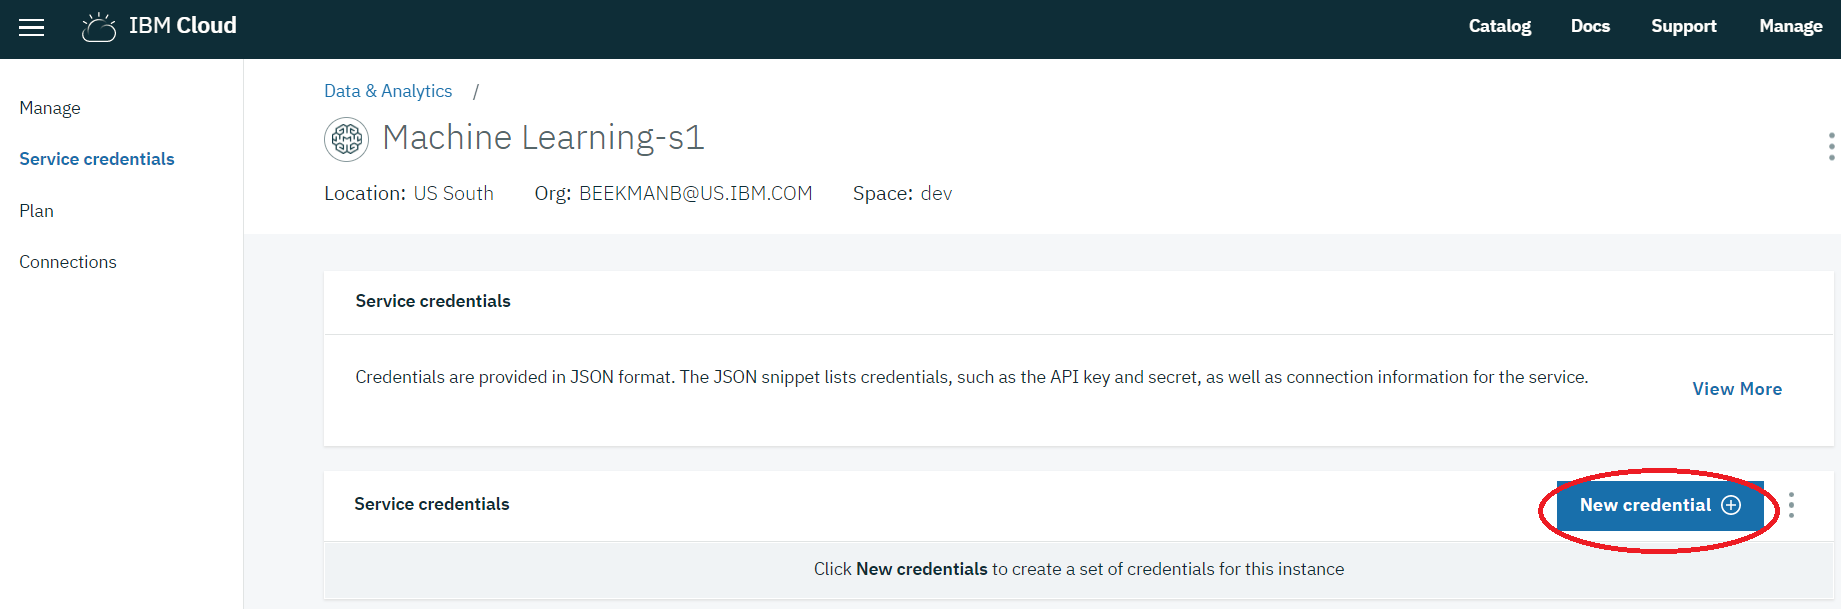 IBM Cloud
Catalog Docs Support Manage
Manage
Service credentials
Plan
Connections
Data & Analytics /
Machine Learning-s1
Location: US South Org: BEEKMANB@US.IBM.COM Space: dev
Service credentials
Credentials are provided in JSON format. The JSON snippet lists credentials, such as the API key and secret, as well as connection information for the service.
View More
Service credentials
New credential
Click New credentials to create a set of credentials for this instance